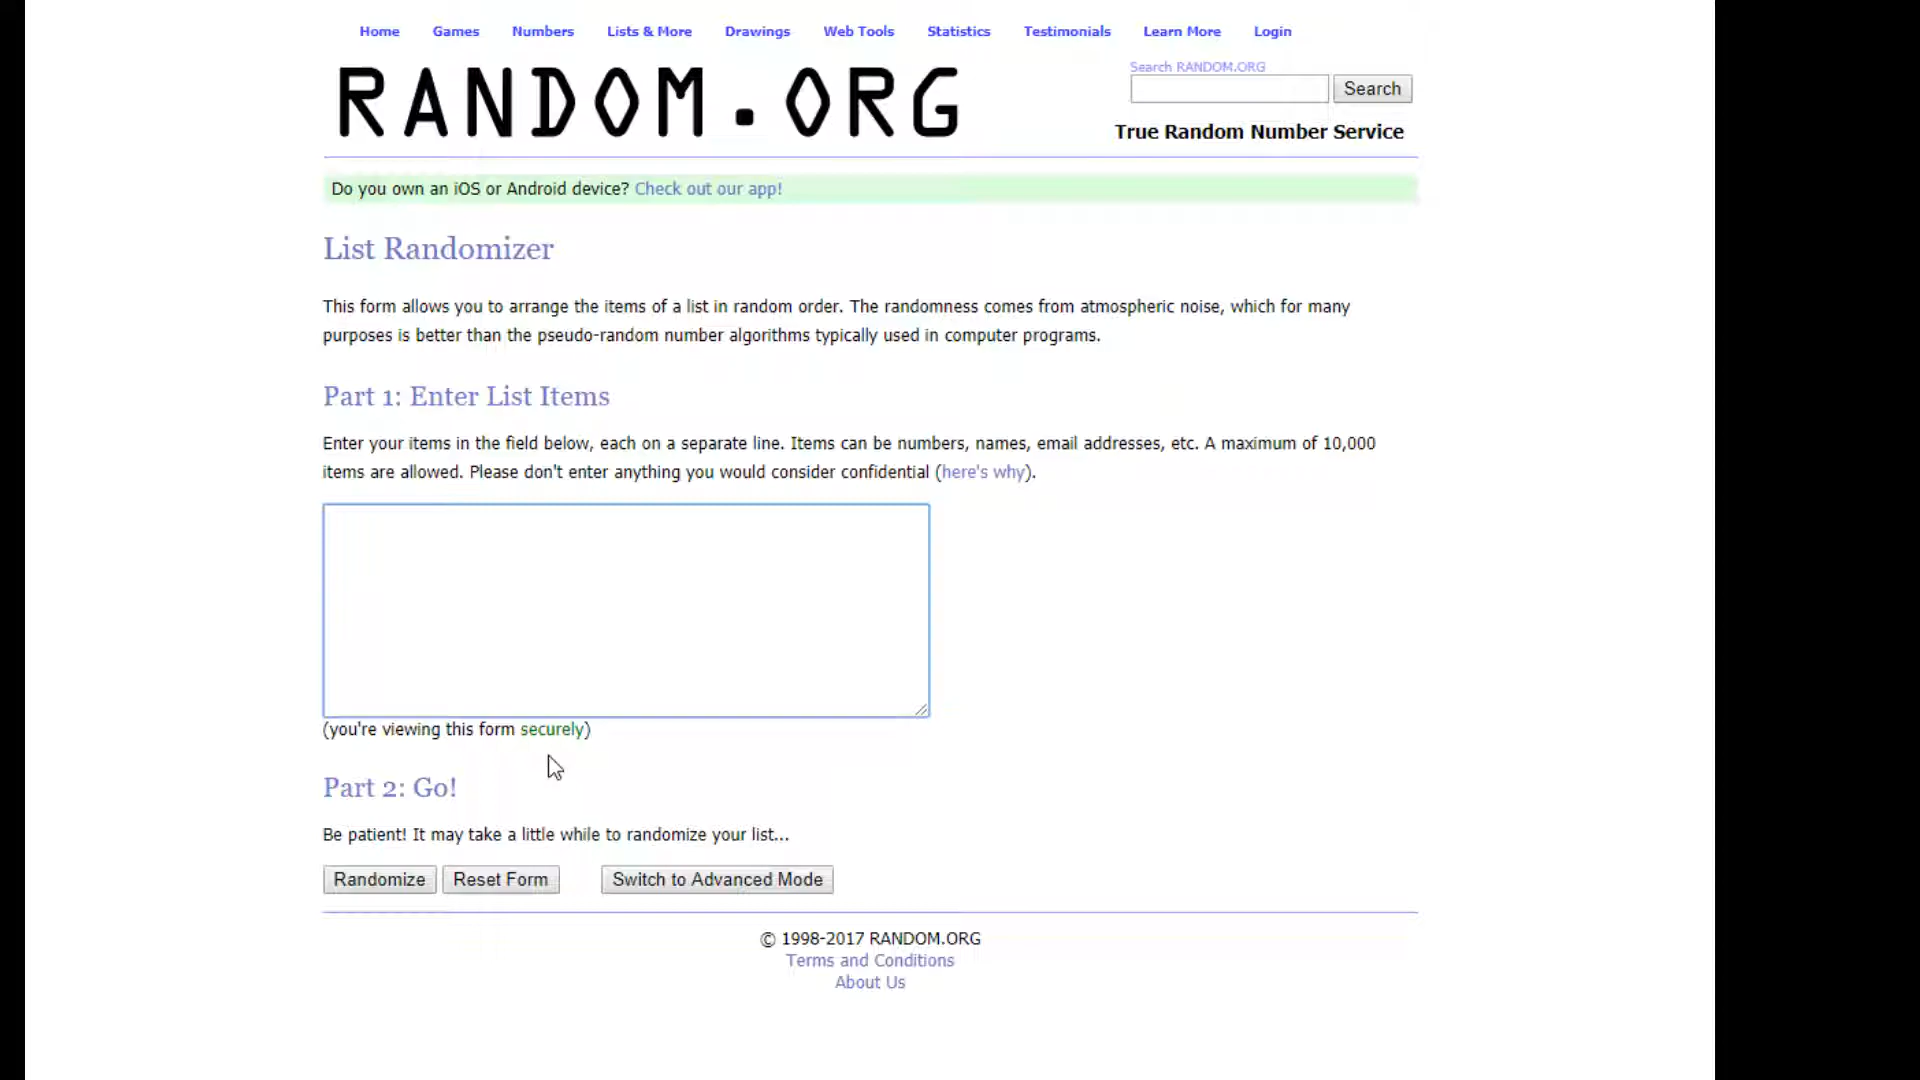 Home Games Numbers Lists & More Drawings Web Tools Statistics Testimonials Learn More Login
RANDOM.ORG
Search RANDOM.ORG
Search
True Random Number Service
Do you own an iOS or Android device? Check out our app!
List Randomizer
This form allows you to arrange the items of a list in random order. The randomness comes from atmospheric noise, which for many
purposes is better than the pseudo-random number algorithms typically used in computer programs.
Part 1: Enter List Items
Enter your items in the field below, each on a separate line. Items can be numbers, names, email addresses, etc. A maximum of 10,000
items are allowed. Please don't enter anything you would consider confidential (here's why).
(you're viewing this form securely)
Part 2: Go!
Be patient! It may take a little while to randomize your list...
Randomize Reset Form Switch to Advanced Mode
© 1998-2017 RANDOM.ORG
Terms and Conditions
About Us